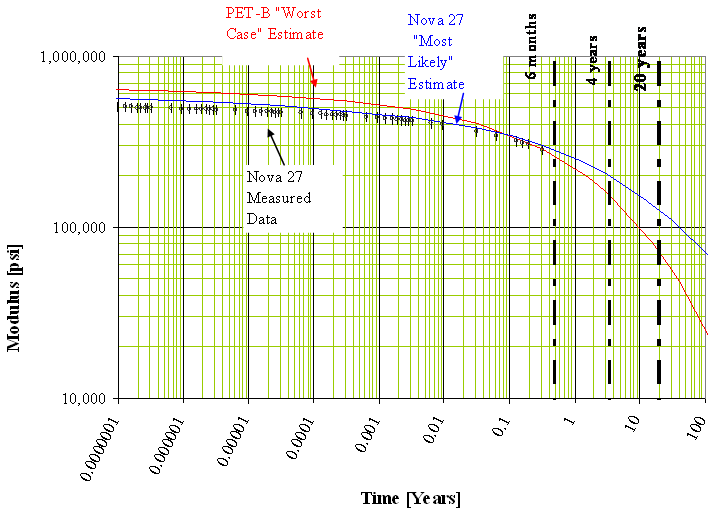 PET-B "Worst
Case" Estimate
Nova 27
"Most
Likely"
Estimate
6 months
4 years
20 years
1,000,000
100,000
10,000
Nova 27
Measured
Data
Modulus [psi]
0.0000001
0.000001
0.00001
0.0001
0.001
0.01
0.1
1
10
100
Time [Years]